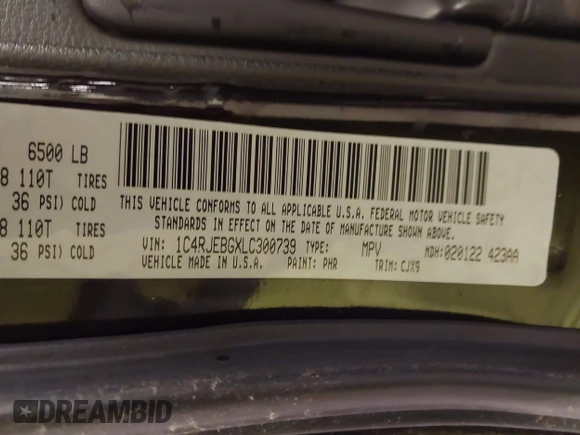 6500 LB
8 110T TIRES
36 PSI) COLD
8 110T TIRES
36 PSI) COLD
THIS VEHICLE CONFORMS TO ALL APPLICABLE U.S.A. FEDERAL MOTOR VEHICLE SAFETY
STANDARDS IN EFFECT ON THE DATE OF MANUFACTURE SHOWN ABOVE.
VIN: 1C4RJEBGXLC300739 TYPE: MPV MDH:020122 423AA
VEHICLE MADE IN U.S.A. PAINT: PHR TRIM: CJX9
DREAMBID